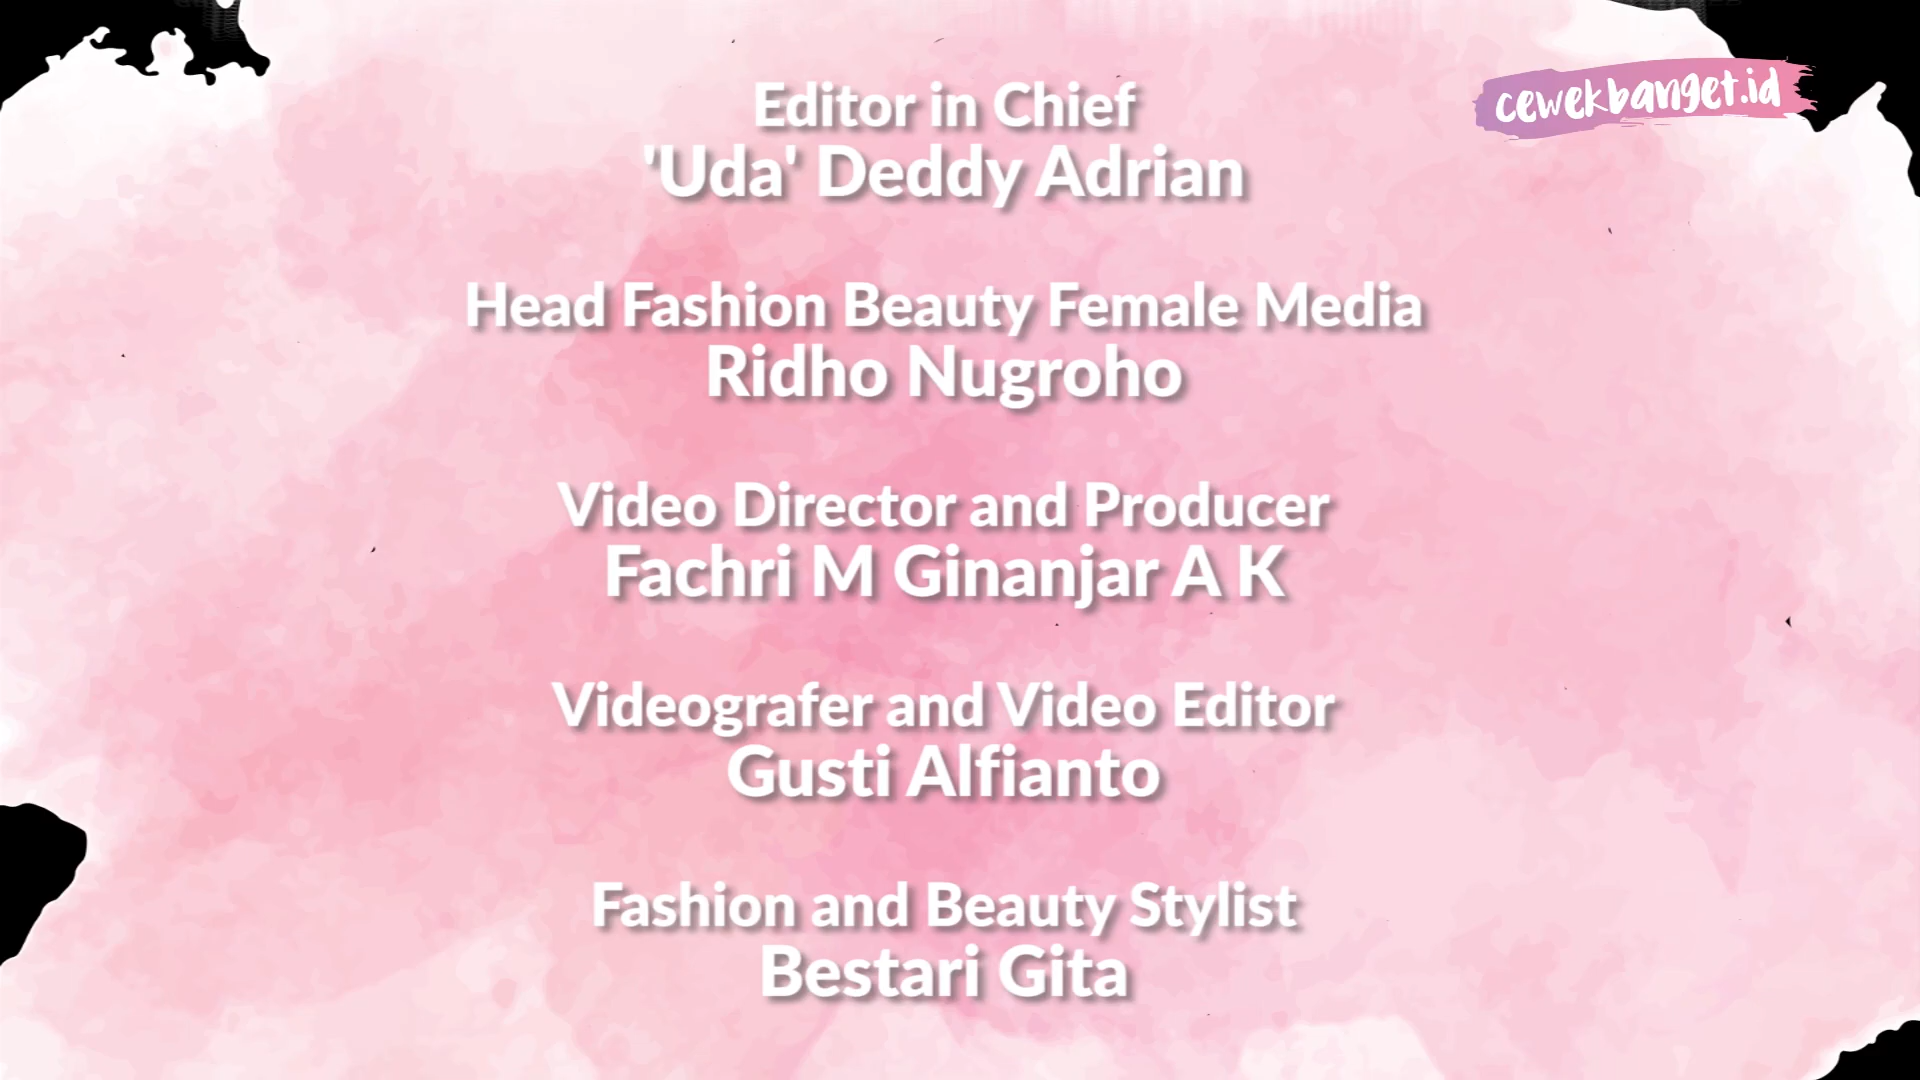 cewekbanget.id
Editor in Chief
'Uda' Deddy Adrian
Head Fashion Beauty Female Media
Ridho Nugroho
Video Director and Producer
Fachri M Ginanjar A K
Videografer and Video Editor
Gusti Alfianto
Fashion and Beauty Stylist
Bestari Gita